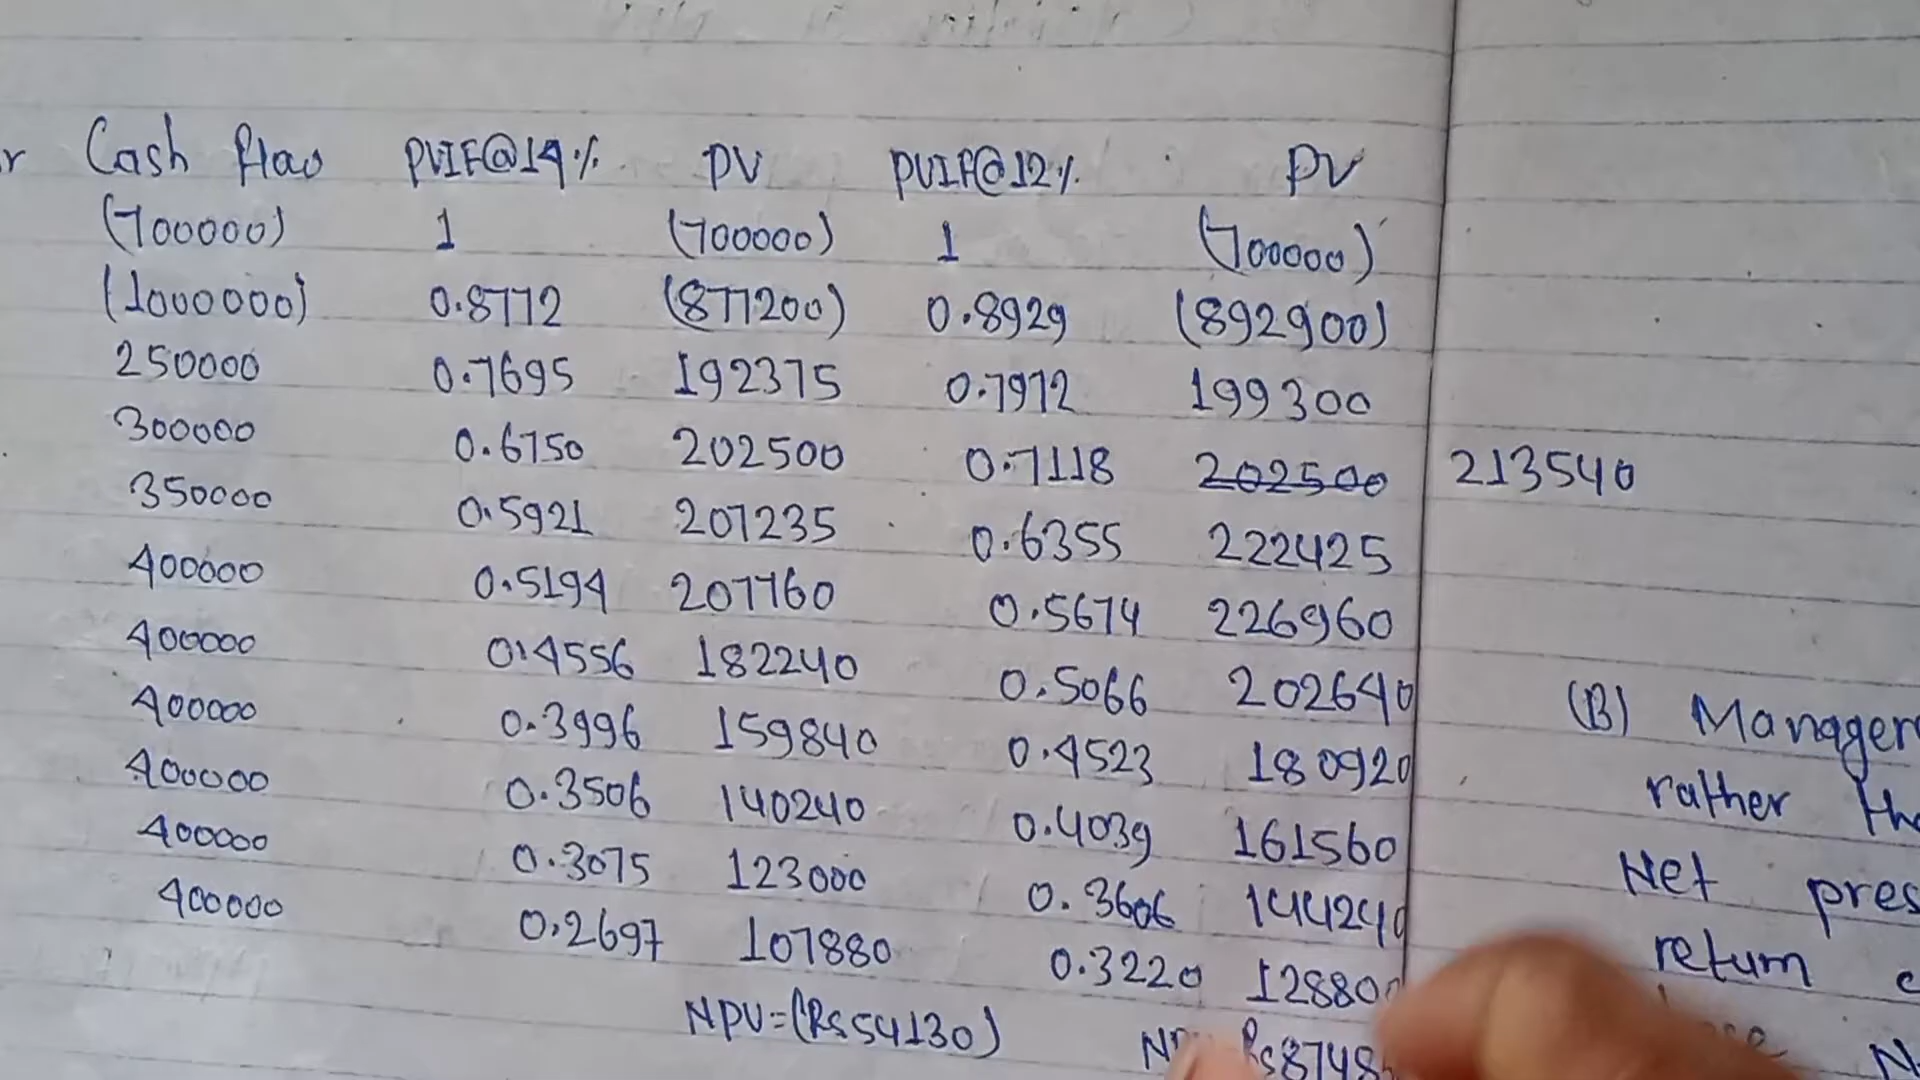 r Cash flow PVIF@14% PV PVIF@12% PV
(700000) 1 (700000) 1 (700000)
(1000000) 0.8772 (877200) 0.8929 (892900)
250000 0.7695 192375 0.7972 199300
300000 0.6750 202500 0.7118 202500 213540
350000 0.5921 207235 0.6355 222425
400000 0.5194 207760 0.5674 226960
400000 0.4556 182240 0.5066 202640
400000 0.3996 159840 0.4523 180920
400000 0.3506 140240 0.4039 161560
400000 0.3075 123000 0.3606 144240
400000 0.2697 107880 0.3220 12880
NPV=(Rs54130) Rs8748
(B) Managem
rather th
Net pres
return c
N